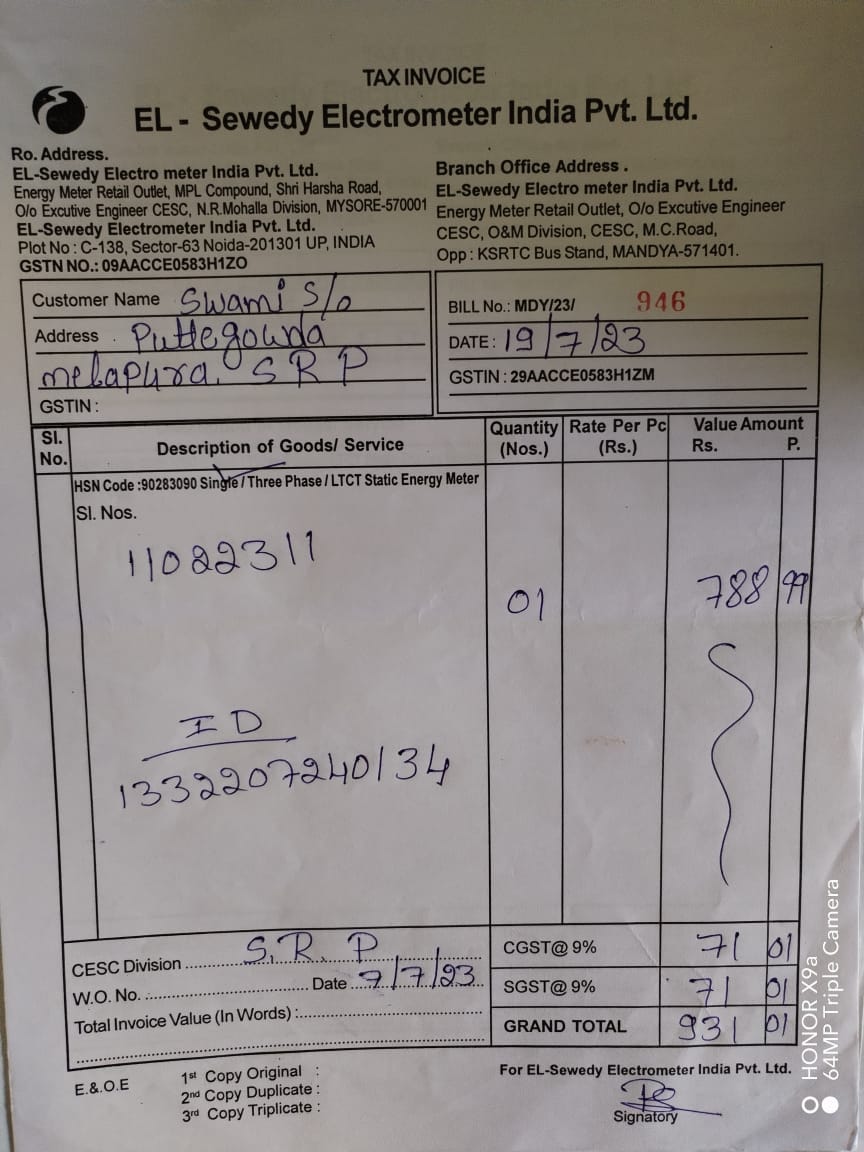 TAX INVOICE
EL - Sewedy Electrometer India Pvt. Ltd.
Ro. Address.
EL-Sewedy Electro meter India Pvt. Ltd.
Energy Meter Retail Outlet, MPL Compound, Shri Harsha Road,
O/o Excutive Engineer CESC, N.R.Mohalla Division, MYSORE-570001
EL-Sewedy Electrometer India Pvt. Ltd.
Plot No : C-138, Sector-63 Noida-201301 UP, INDIA
GSTN NO.: 09AACCE0583H1ZO
Branch Office Address .
EL-Sewedy Electro meter India Pvt. Ltd.
Energy Meter Retail Outlet, O/o Excutive Engineer
CESC, O&M Division, CESC, M.C.Road,
Opp : KSRTC Bus Stand, MANDYA-571401.
Customer Name Swami S/o
Address . Puttegowda
melapura, S R P
GSTIN :
BILL No.: MDY/23/ 946
DATE : 19/7/23
GSTIN : 29AACCE0583H1ZM
Sl. No. Description of Goods/ Service Quantity (Nos.) Rate Per Pc (Rs.) Value Amount Rs. P.
HSN Code :90283090 Single / Three Phase / LTCT Static Energy Meter
Sl. Nos.
11022311
01 788 99
ID
1332207240134
CESC Division S. R. P
W.O. No. Date 7/7/23
Total Invoice Value (In Words) :
CGST@ 9% 71 01
SGST@ 9% 71 01
GRAND TOTAL 931 01
E.&.O.E
1st Copy Original :
2nd Copy Duplicate :
3rd Copy Triplicate :
For EL-Sewedy Electrometer India Pvt. Ltd.
Signatory
HONOR X9a
64MP Triple Camera